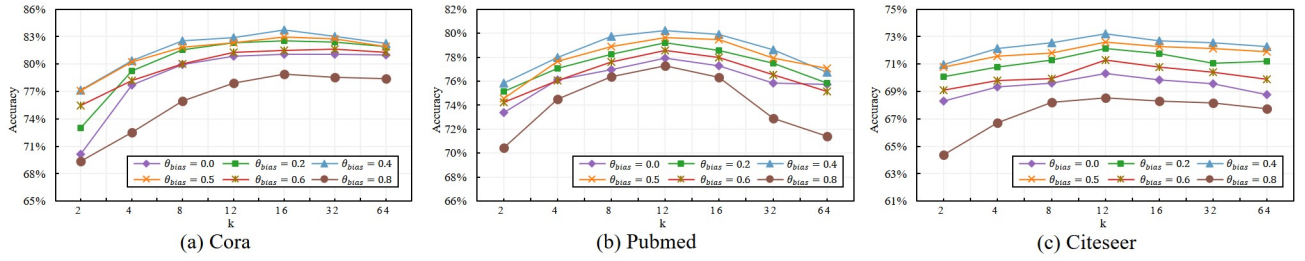 86%
83%
80%
77%
74%
71%
68%
65%
Accuracy
2 4 8 12 16 32 64
k
θbias = 0.0 θbias = 0.2 θbias = 0.4
θbias = 0.5 θbias = 0.6 θbias = 0.8
(a) Cora
82%
80%
78%
76%
74%
72%
70%
68%
66%
Accuracy
2 4 8 12 16 32 64
k
θbias = 0.0 θbias = 0.2 θbias = 0.4
θbias = 0.5 θbias = 0.6 θbias = 0.8
(b) Pubmed
75%
73%
71%
69%
67%
65%
63%
61%
Accuracy
2 4 8 12 16 32 64
k
θbias = 0.0 θbias = 0.2 θbias = 0.4
θbias = 0.5 θbias = 0.6 θbias = 0.8
(c) Citeseer